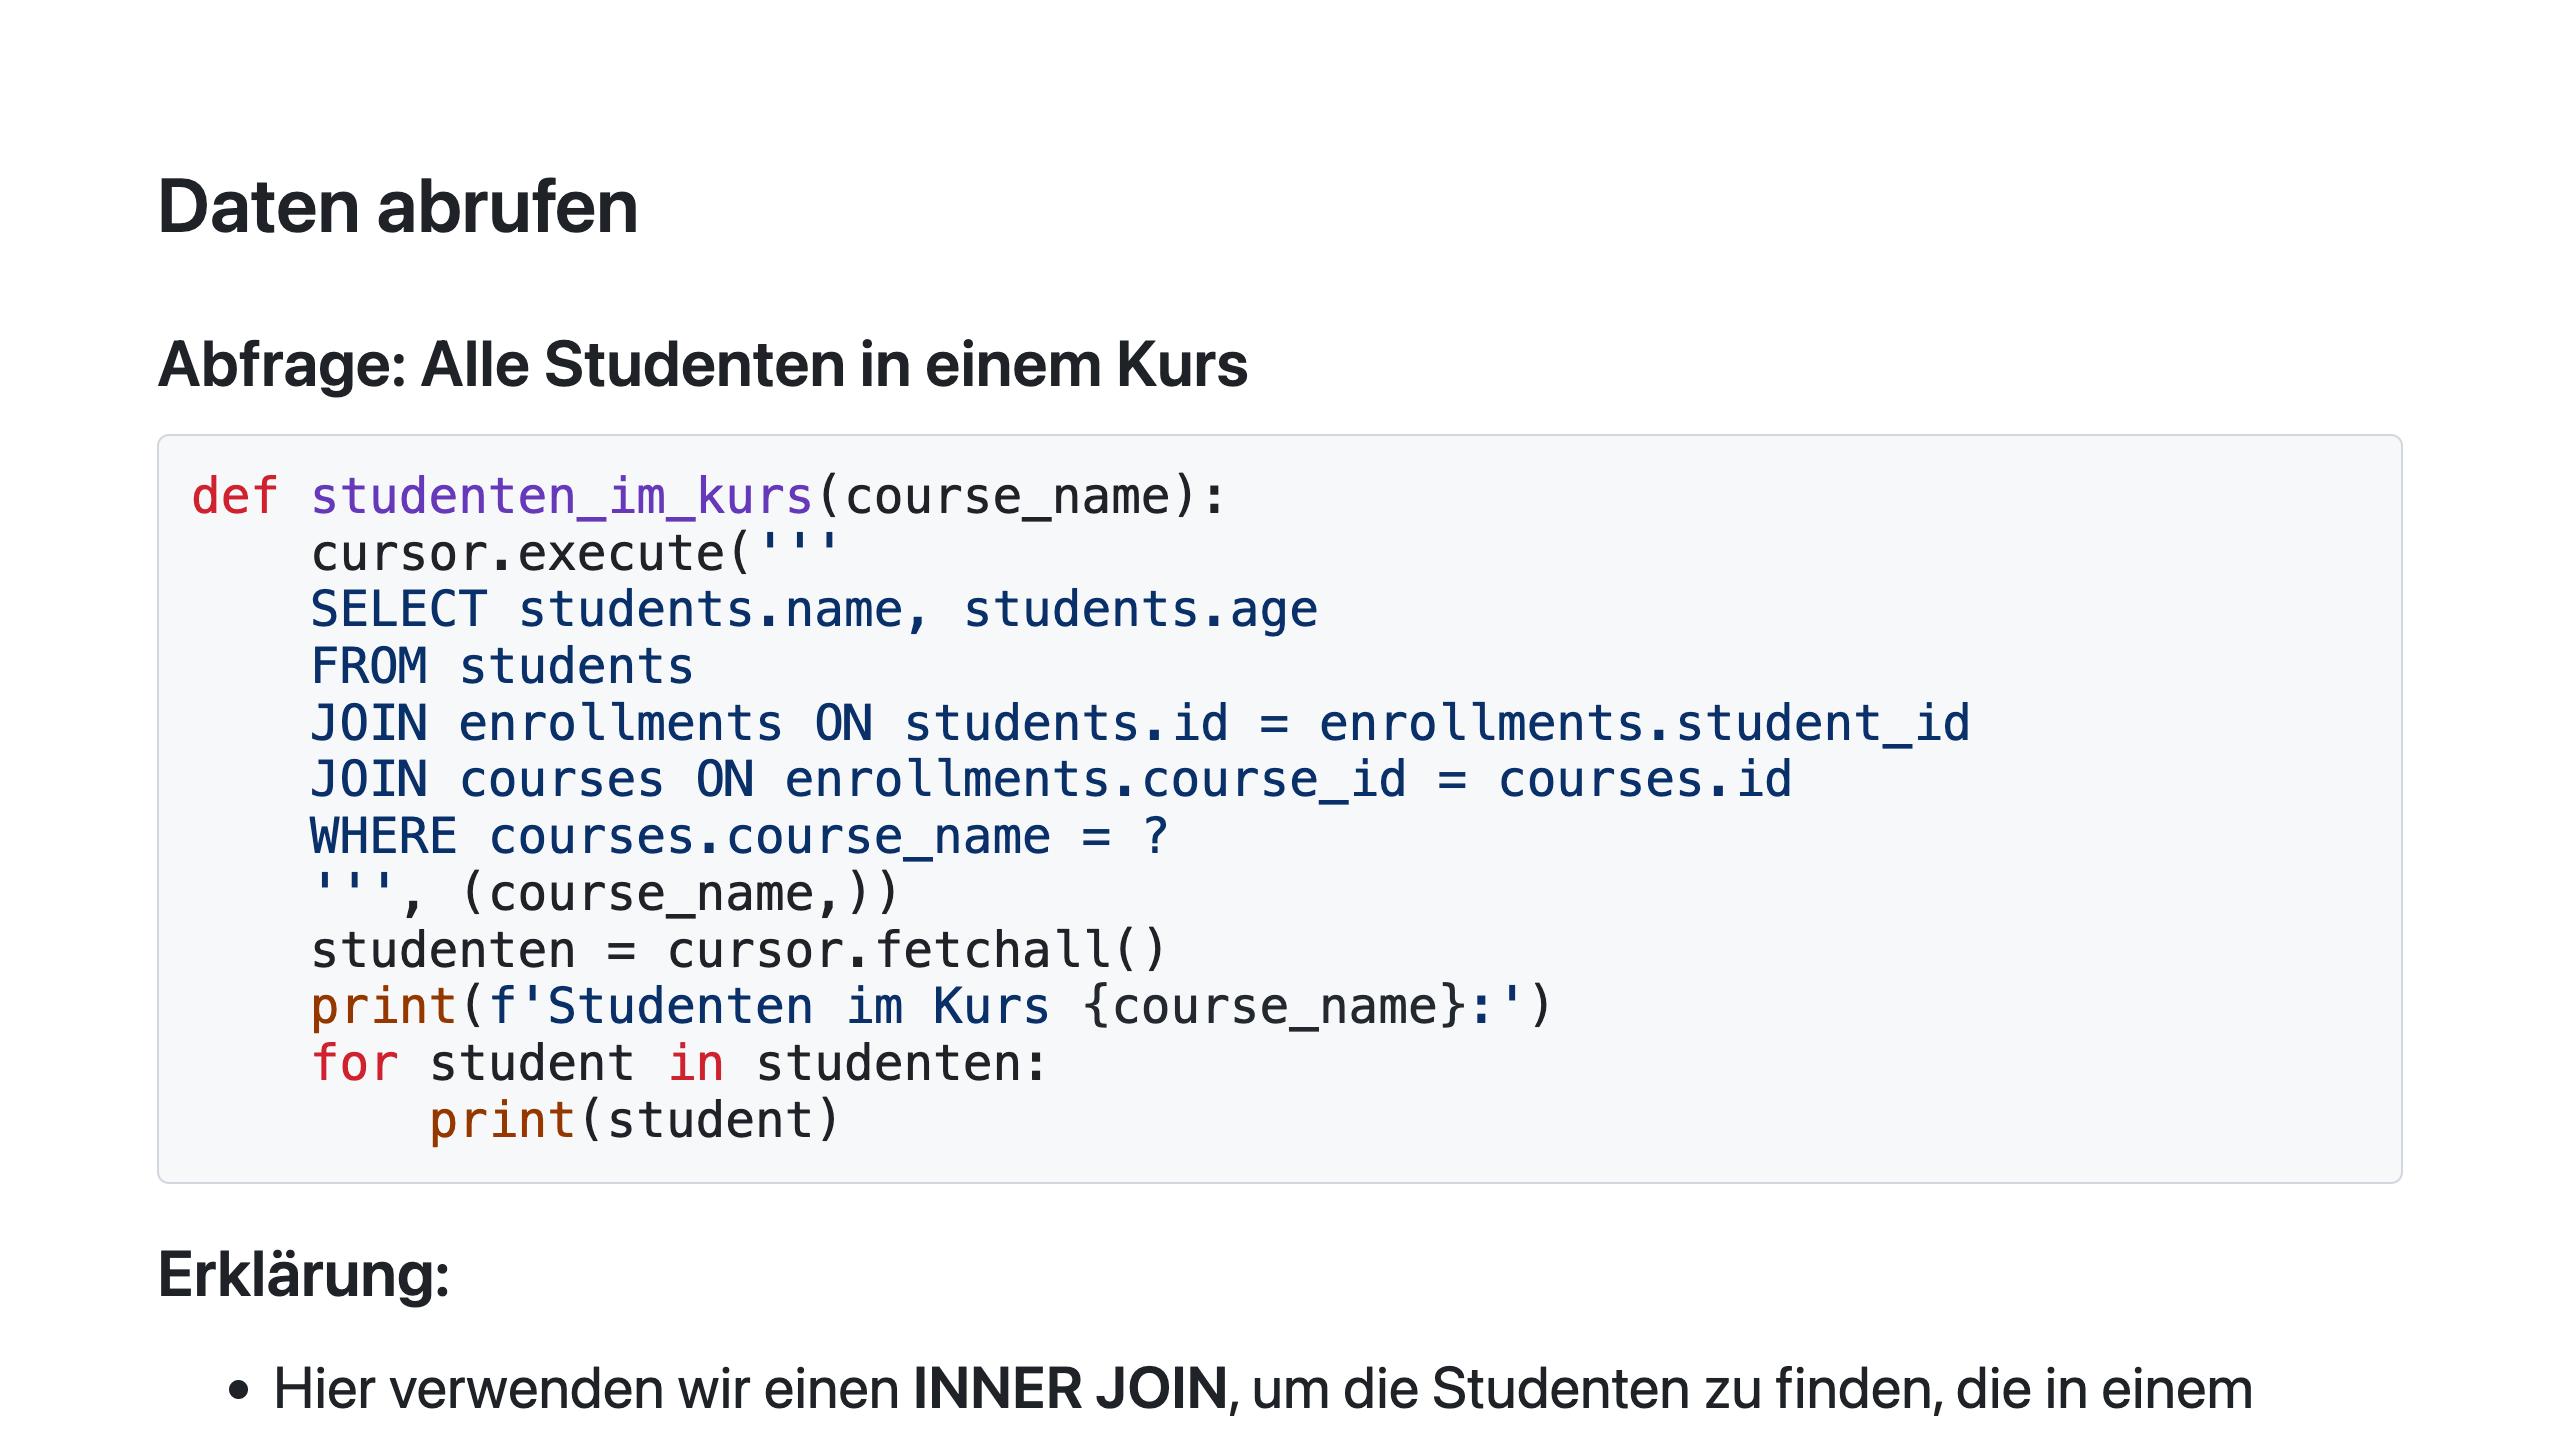 Daten abrufen
Abfrage: Alle Studenten in einem Kurs
def studenten_im_kurs(course_name):
    cursor.execute('''
    SELECT students.name, students.age
    FROM students
    JOIN enrollments ON students.id = enrollments.student_id
    JOIN courses ON enrollments.course_id = courses.id
    WHERE courses.course_name = ?
    ''', (course_name,))
    studenten = cursor.fetchall()
    print(f'Studenten im Kurs {course_name}:')
    for student in studenten:
        print(student)
Erklärung:
• Hier verwenden wir einen INNER JOIN, um die Studenten zu finden, die in einem